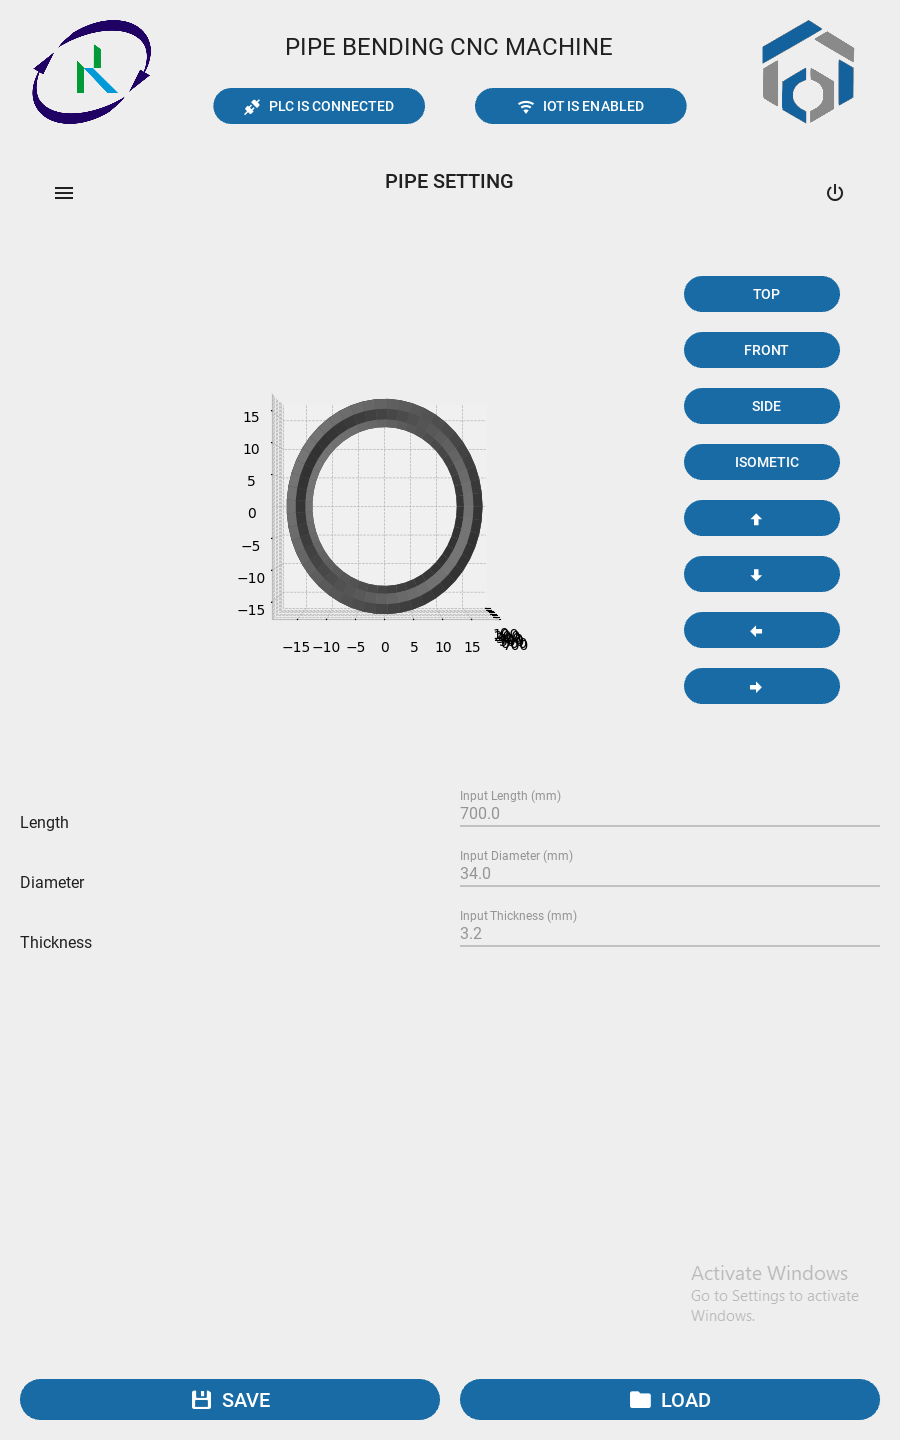 PIPE BENDING CNC MACHINE
PLC IS CONNECTED
IOT IS ENABLED
PIPE SETTING
TOP
FRONT
SIDE
ISOMETIC
15
10
5
0
−5
−10
−15
−15 −10 −5 0 5 10 15
700
Length
Input Length (mm)
700.0
Diameter
Input Diameter (mm)
34.0
Thickness
Input Thickness (mm)
3.2
Activate Windows
Go to Settings to activate
Windows.
SAVE
LOAD